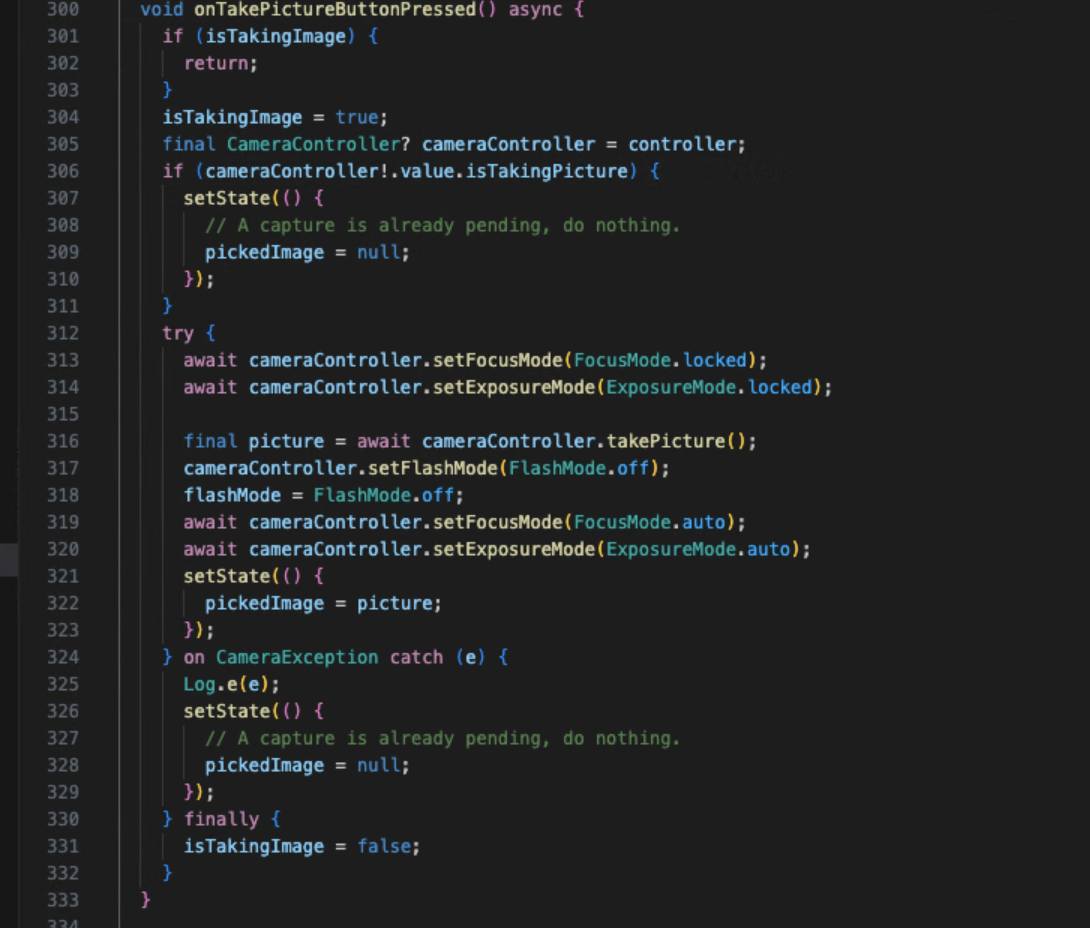 300 void onTakePictureButtonPressed() async {
301 if (isTakingImage) {
302 return;
303 }
304 isTakingImage = true;
305 final CameraController? cameraController = controller;
306 if (cameraController!.value.isTakingPicture) {
307 setState(() {
308 // A capture is already pending, do nothing.
309 pickedImage = null;
310 });
311 }
312 try {
313 await cameraController.setFocusMode(FocusMode.locked);
314 await cameraController.setExposureMode(ExposureMode.locked);
315
316 final picture = await cameraController.takePicture();
317 cameraController.setFlashMode(FlashMode.off);
318 flashMode = FlashMode.off;
319 await cameraController.setFocusMode(FocusMode.auto);
320 await cameraController.setExposureMode(ExposureMode.auto);
321 setState(() {
322 pickedImage = picture;
323 });
324 } on CameraException catch (e) {
325 Log.e(e);
326 setState(() {
327 // A capture is already pending, do nothing.
328 pickedImage = null;
329 });
330 } finally {
331 isTakingImage = false;
332 }
333 }
334